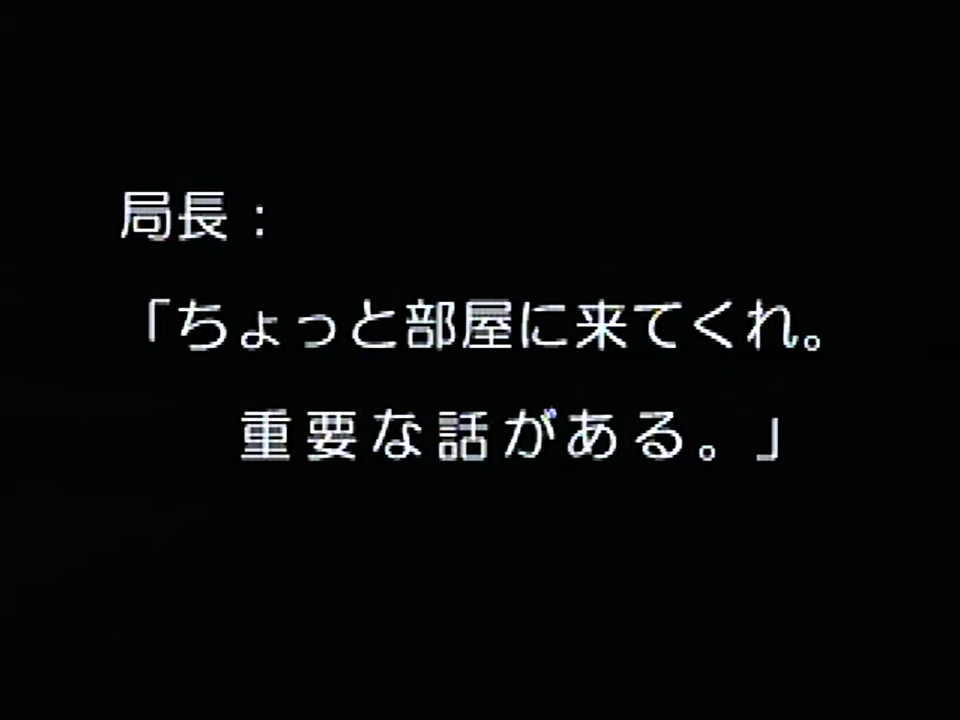 局長：
「ちょっと部屋に来てくれ。
重要な話がある。」